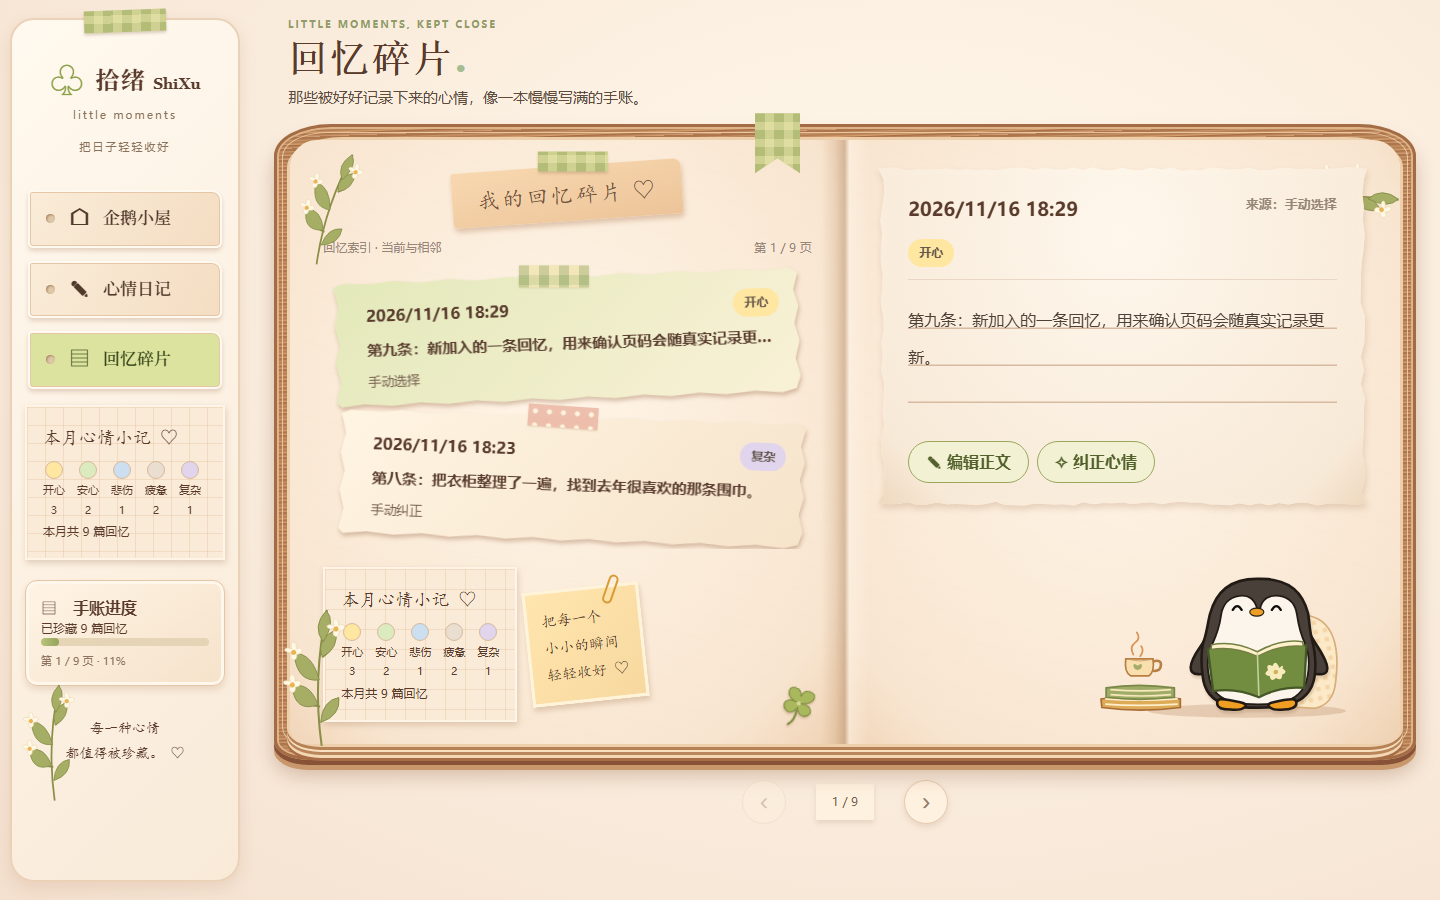 拾绪 ShiXu
little moments
把日子轻轻收好
企鹅小屋
心情日记
回忆碎片
本月心情小记 ♡
开心 安心 悲伤 疲惫 复杂
3 2 1 2 1
本月共 9 篇回忆
手账进度
已珍藏 9 篇回忆
第 1 / 9 页 · 11%
每一种心情
都值得被珍藏。 ♡
LITTLE MOMENTS, KEPT CLOSE
回忆碎片.
那些被好好记录下来的心情，像一本慢慢写满的手账。
我的回忆碎片 ♡
回忆索引 · 当前与相邻
第 1 / 9 页
2026/11/16 18:29
开心
第九条：新加入的一条回忆，用来确认页码会随真实记录更...
手动选择
2026/11/16 18:23
复杂
第八条：把衣柜整理了一遍，找到去年很喜欢的那条围巾。
手动纠正
本月心情小记 ♡
开心 安心 悲伤 疲惫 复杂
3 2 1 2 1
本月共 9 篇回忆
把每一个
小小的瞬间
轻轻收好 ♡
2026/11/16 18:29
来源：手动选择
开心
第九条：新加入的一条回忆，用来确认页码会随真实记录更
新。
编辑正文
纠正心情
1 / 9